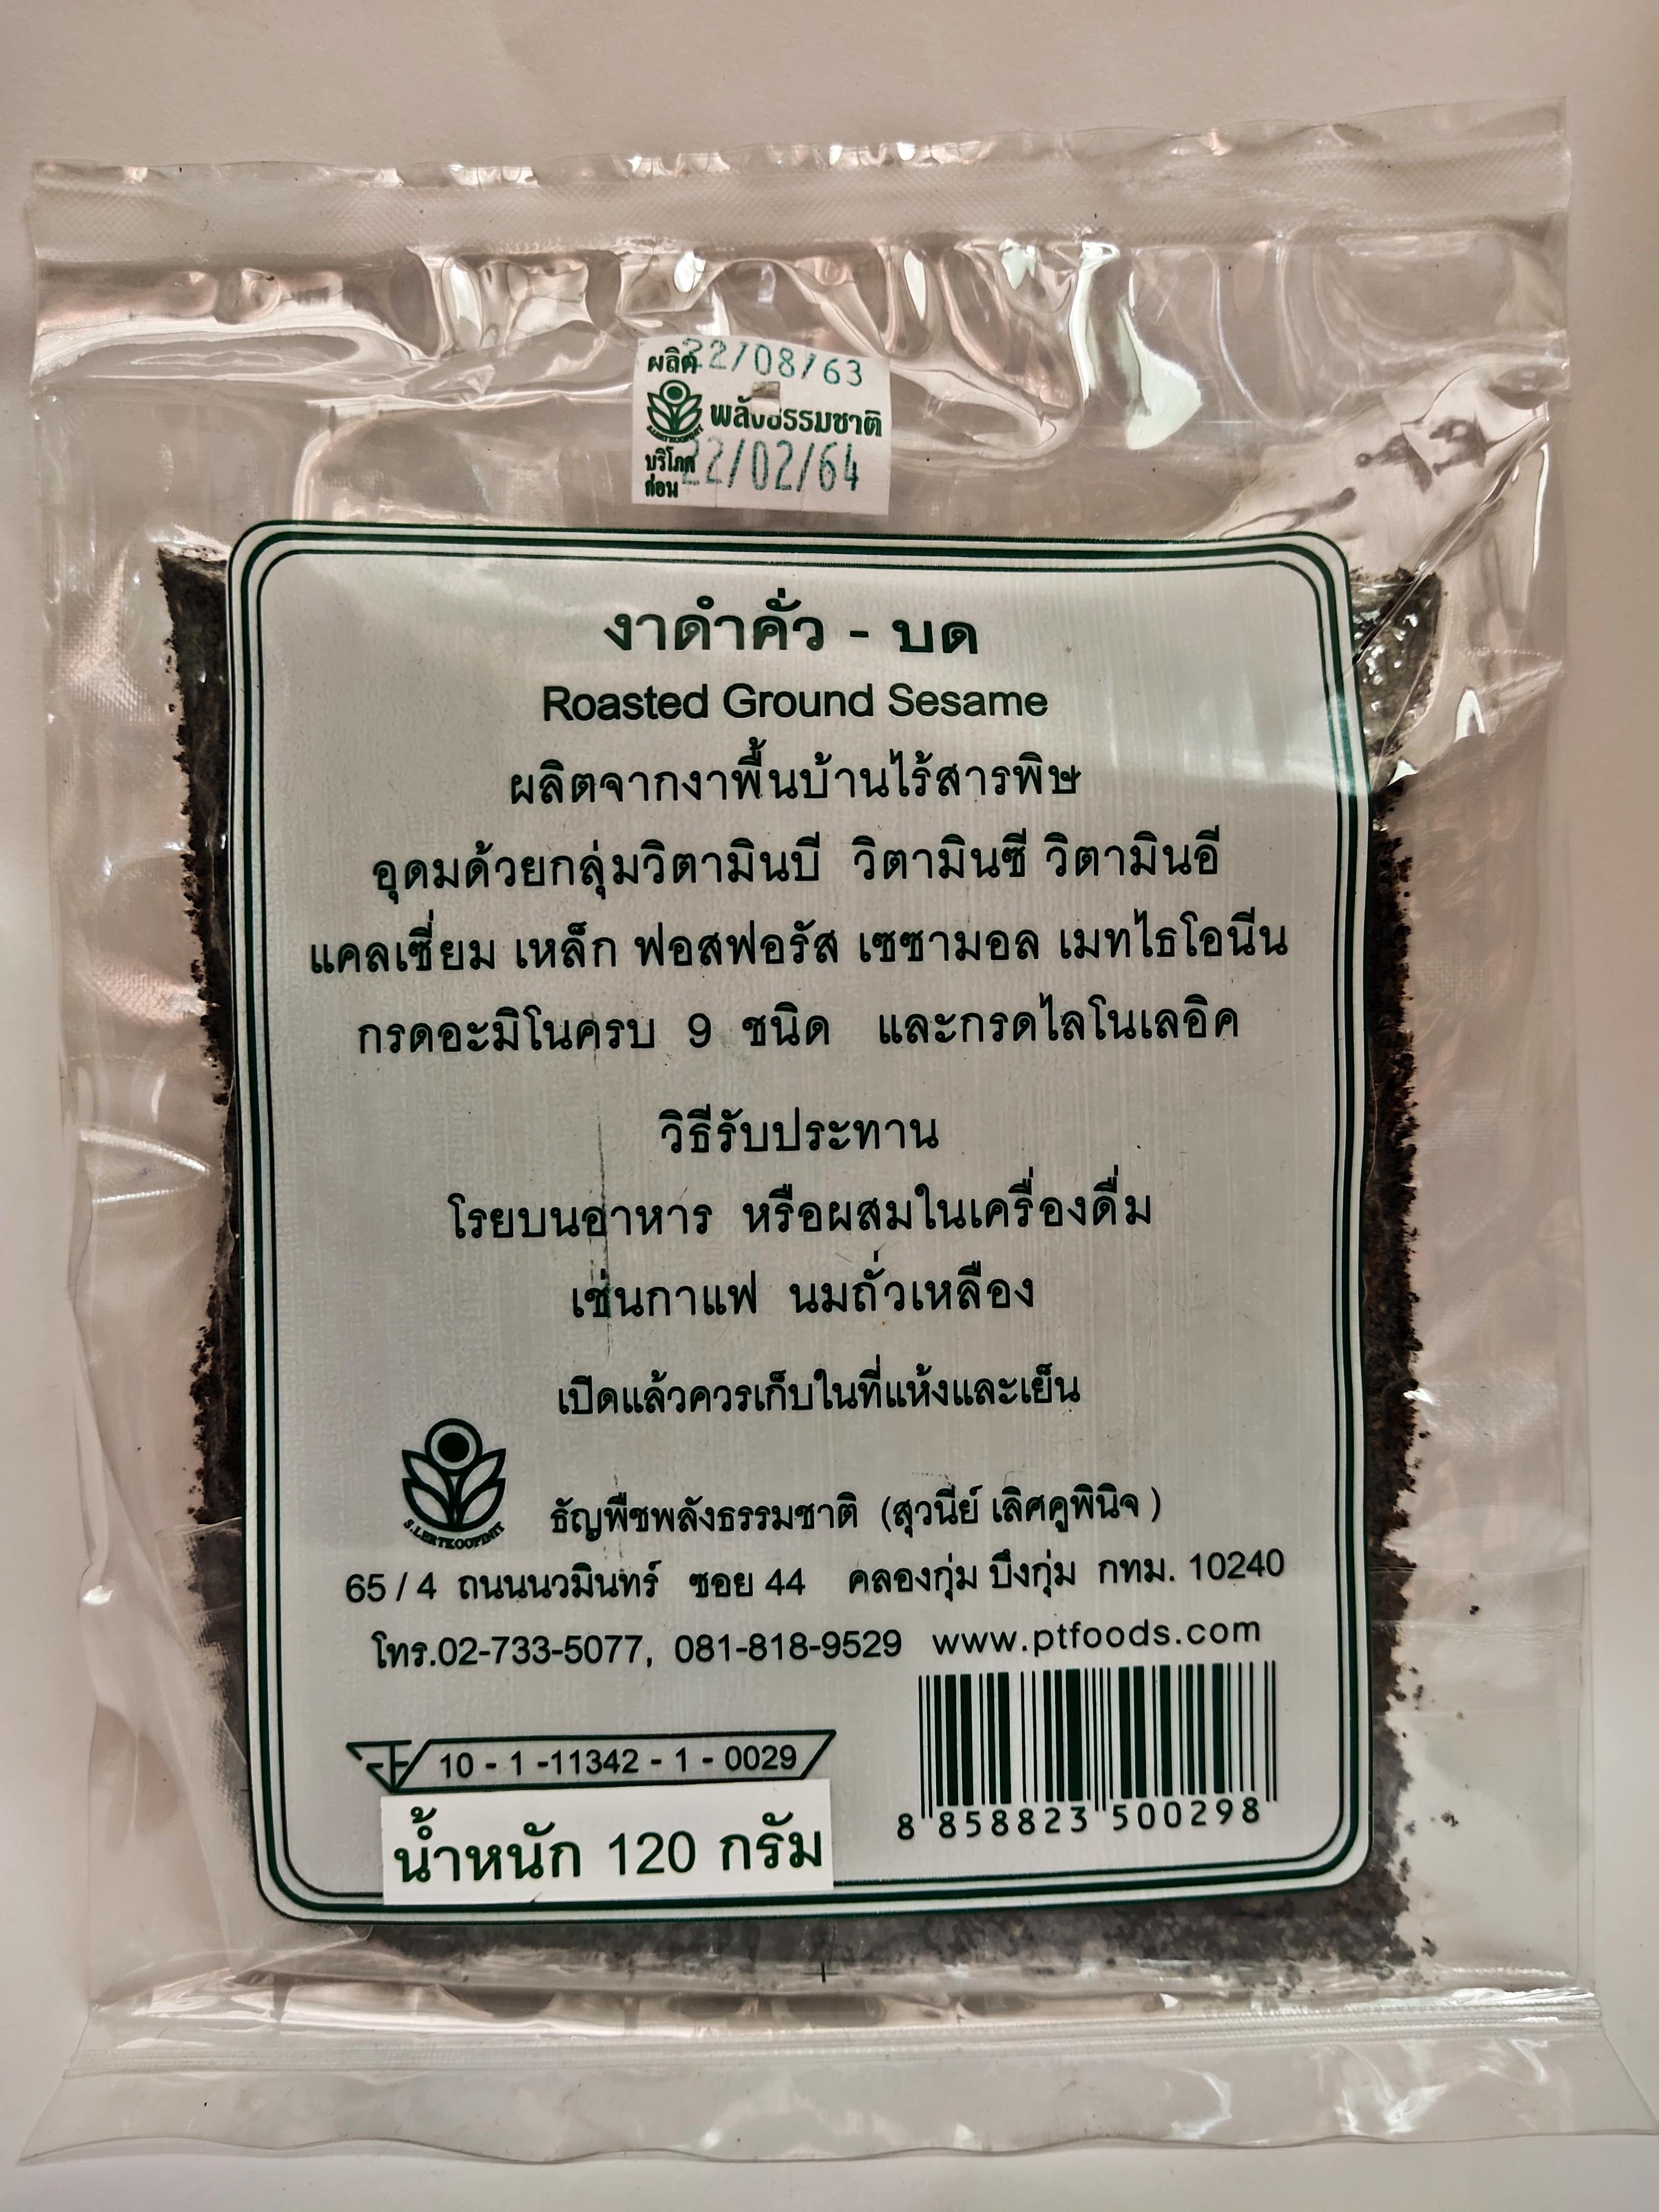 ผลิต 22/08/63
พลังธรรมชาติ
S.LERTKOOPINIT
บริโภค
ก่อน 22/02/64
งาดำคั่ว - บด
Roasted Ground Sesame
ผลิตจากงาพื้นบ้านไร้สารพิษ
อุดมด้วยกลุ่มวิตามินบี วิตามินซี วิตามินอี
แคลเซี่ยม เหล็ก ฟอสฟอรัส เซซามอล เมทไธโอนีน
กรดอะมิโนครบ 9 ชนิด และกรดไลโนเลอิค
วิธีรับประทาน
โรยบนอาหาร หรือผสมในเครื่องดื่ม
เช่นกาแฟ นมถั่วเหลือง
เปิดแล้วควรเก็บในที่แห้งและเย็น
S.LERTKOOPINIT
ธัญพืชพลังธรรมชาติ (สุวนีย์ เลิศคูพินิจ)
65 / 4 ถนนนวมินทร์ ซอย 44 คลองกุ่ม บึงกุ่ม กทม. 10240
โทร.02-733-5077, 081-818-9529 www.ptfoods.com
10 - 1 -11342 - 1 - 0029
น้ำหนัก 120 กรัม
8 858823 500298